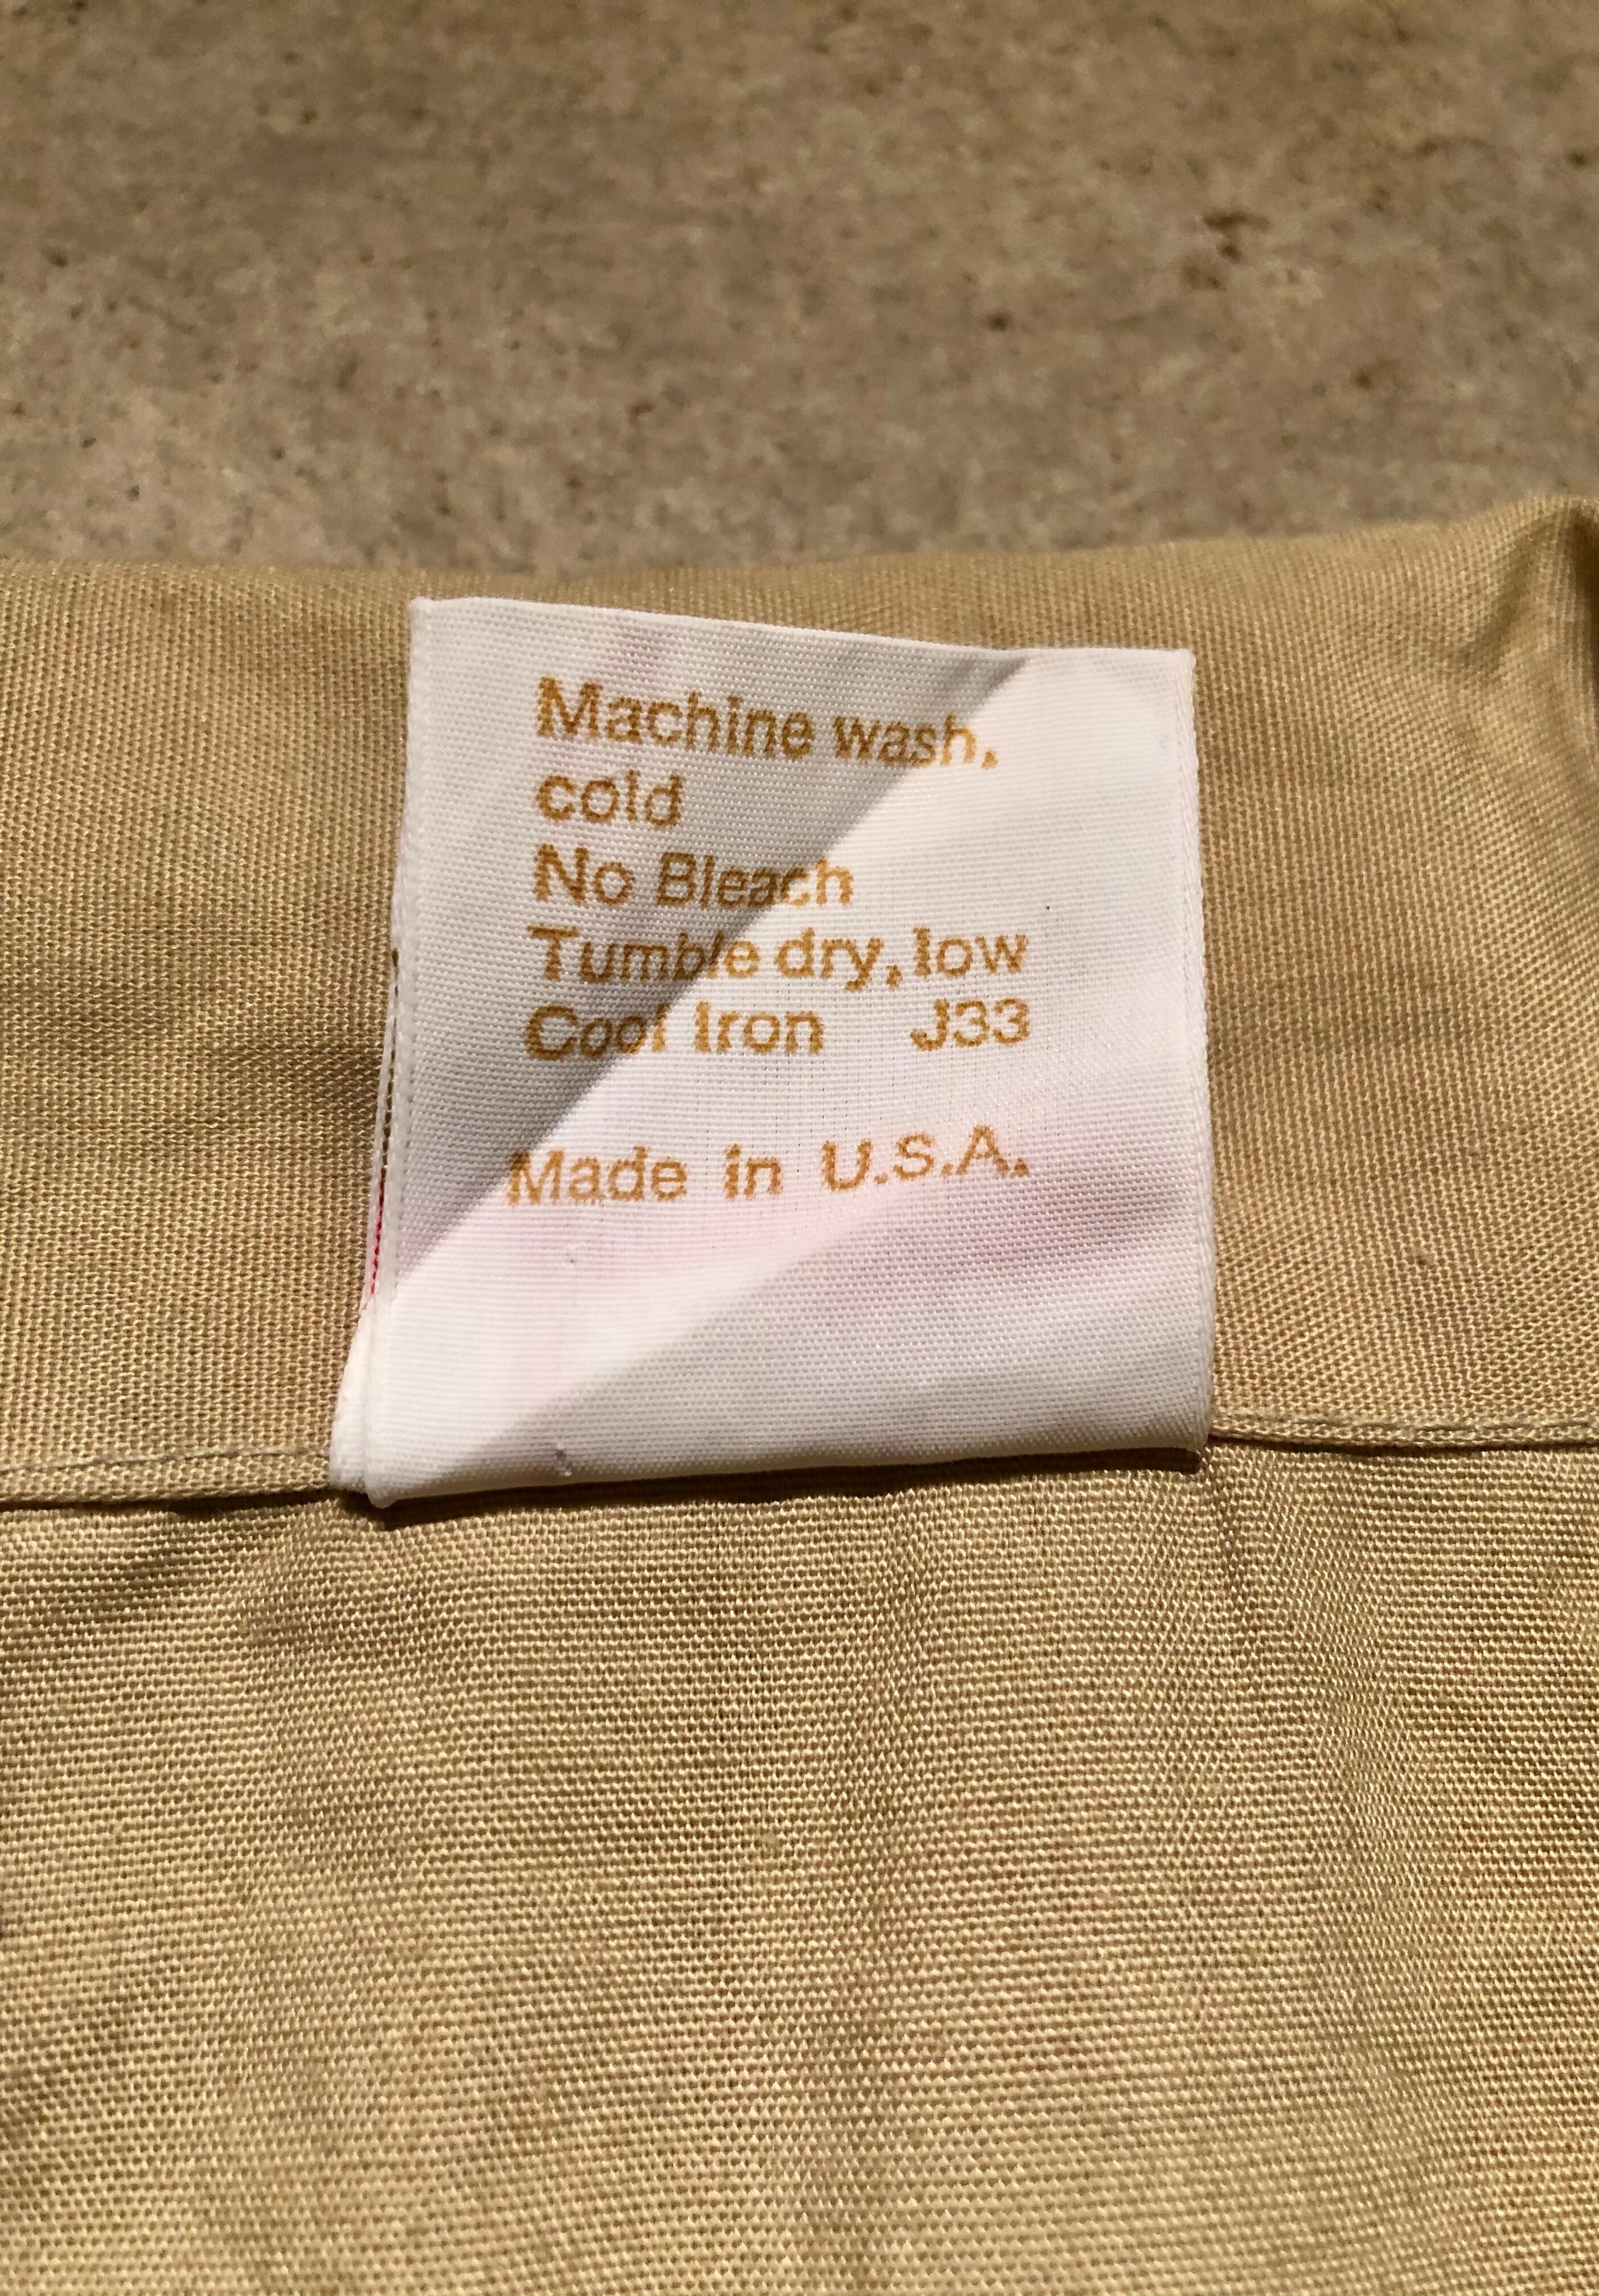 Machine wash,
cold
No Bleach
Tumble dry, low
Cool Iron J33
Made in U.S.A.